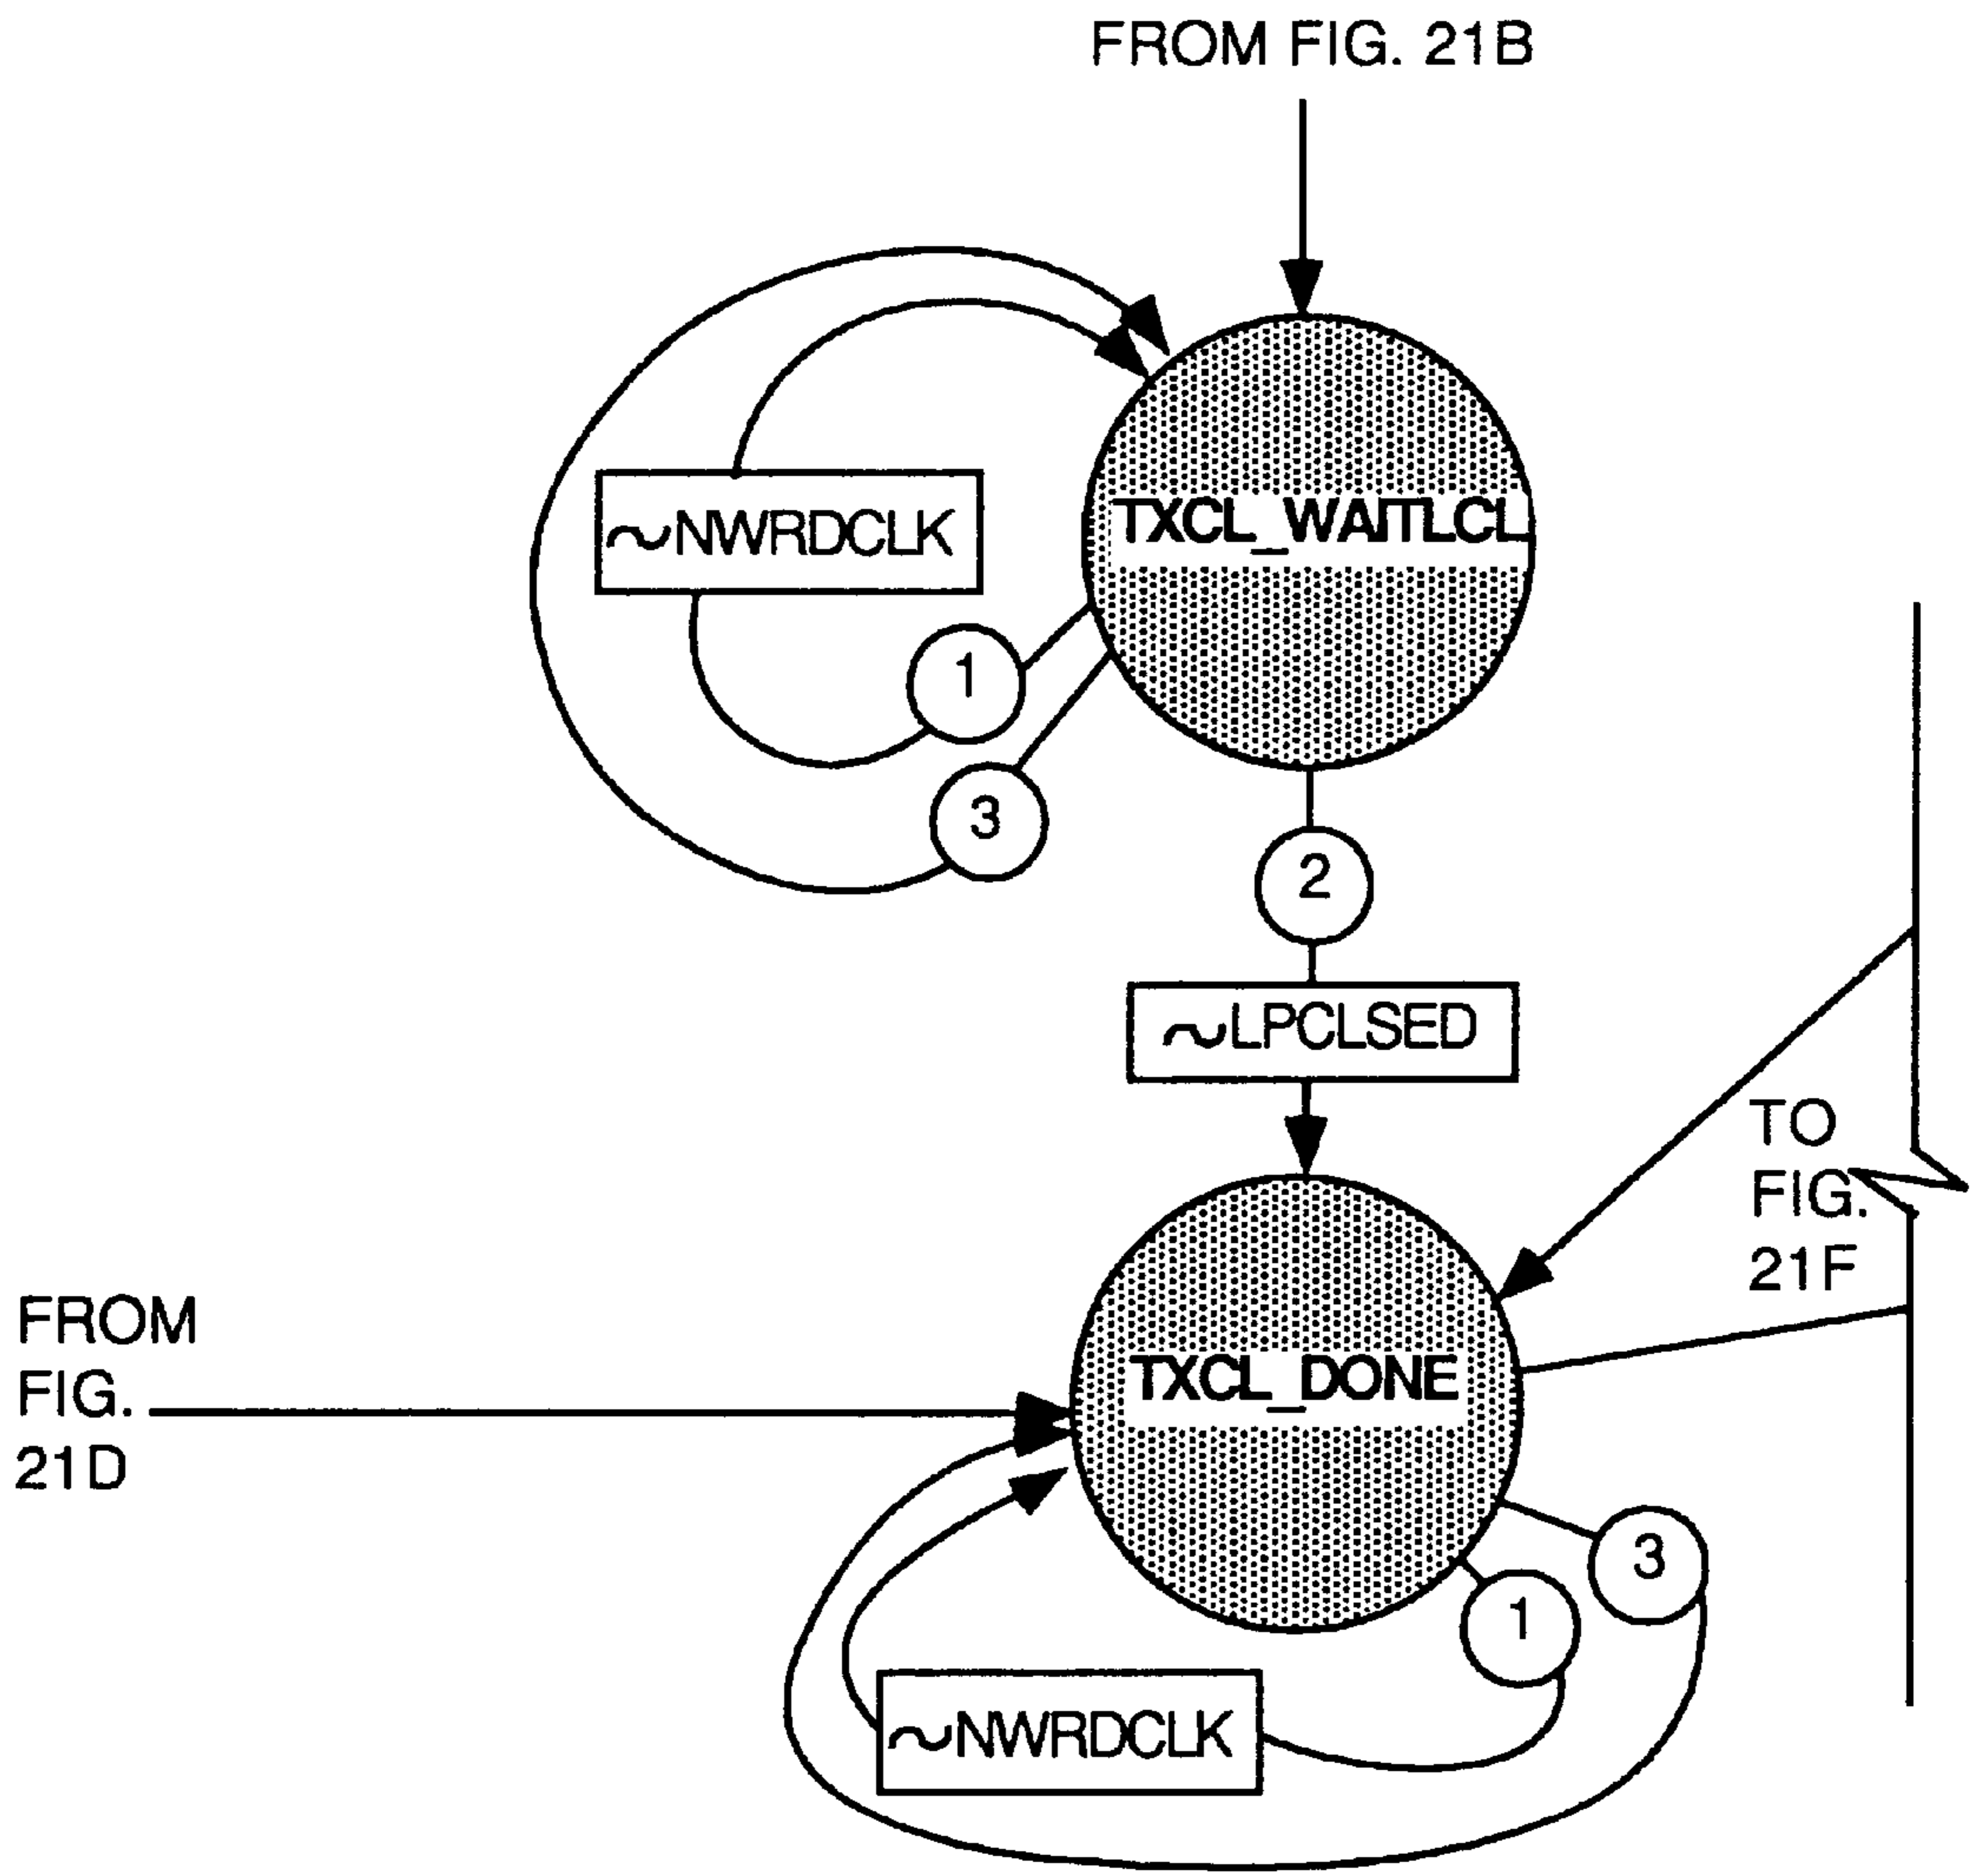 FROM FIG. 21B
~NWRDCLK
TXCL_WAITLCL
1
3
2
~LPCLSED
TO
FIG.
21F
FROM
FIG.
21D
TXCL_DONE
3
1
~NWRDCLK